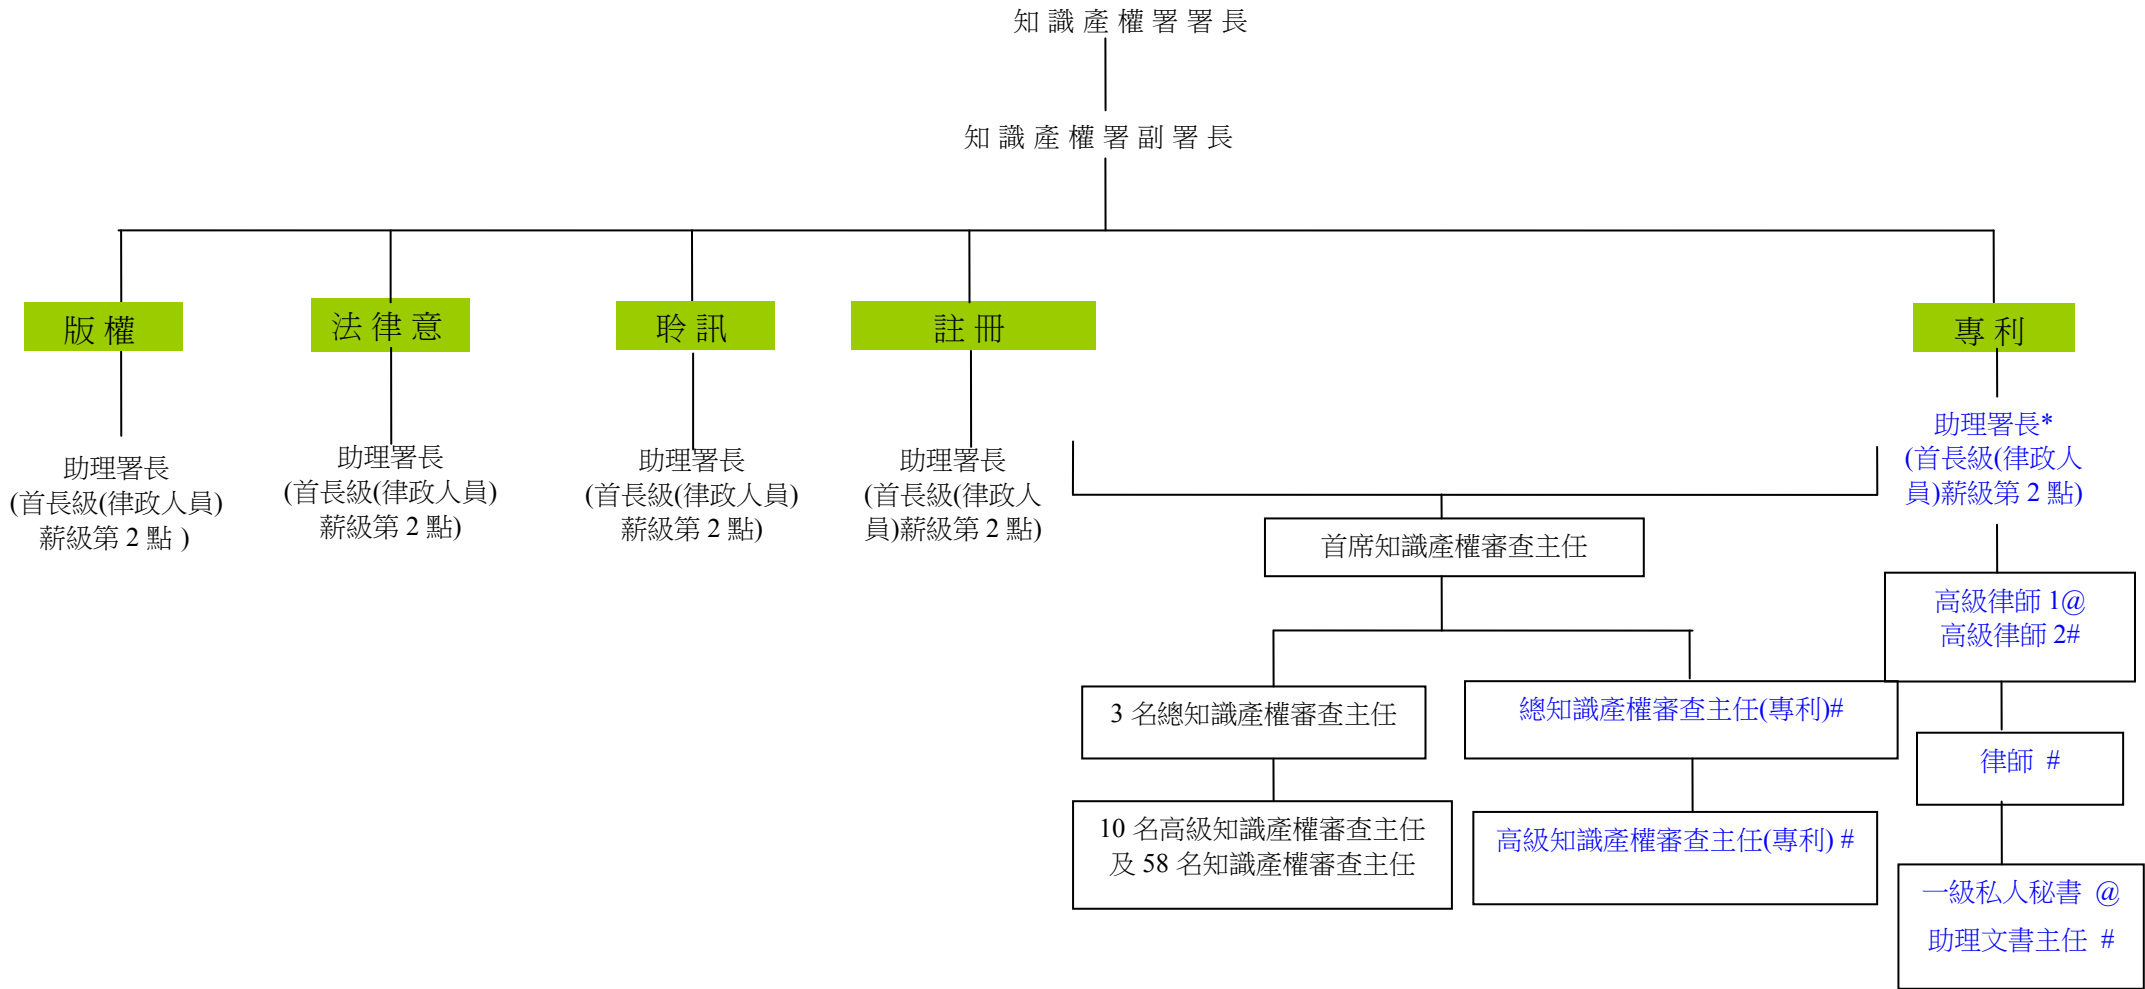 知識產權署署長
知識產權署副署長
版權
法律意
聆訊
註冊
專利
助理署長
(首長級(律政人員)
薪級第 2 點 )
助理署長
(首長級(律政人員)
薪級第 2 點)
助理署長
(首長級(律政人員)
薪級第 2 點)
助理署長
(首長級(律政人
員)薪級第 2 點)
助理署長*
(首長級(律政人
員)薪級第 2 點)
首席知識產權審查主任
3 名總知識產權審查主任
10 名高級知識產權審查主任
及 58 名知識產權審查主任
總知識產權審查主任(專利)#
高級知識產權審查主任(專利) #
高級律師 1@
高級律師 2#
律師 #
一級私人秘書 @
助理文書主任 #